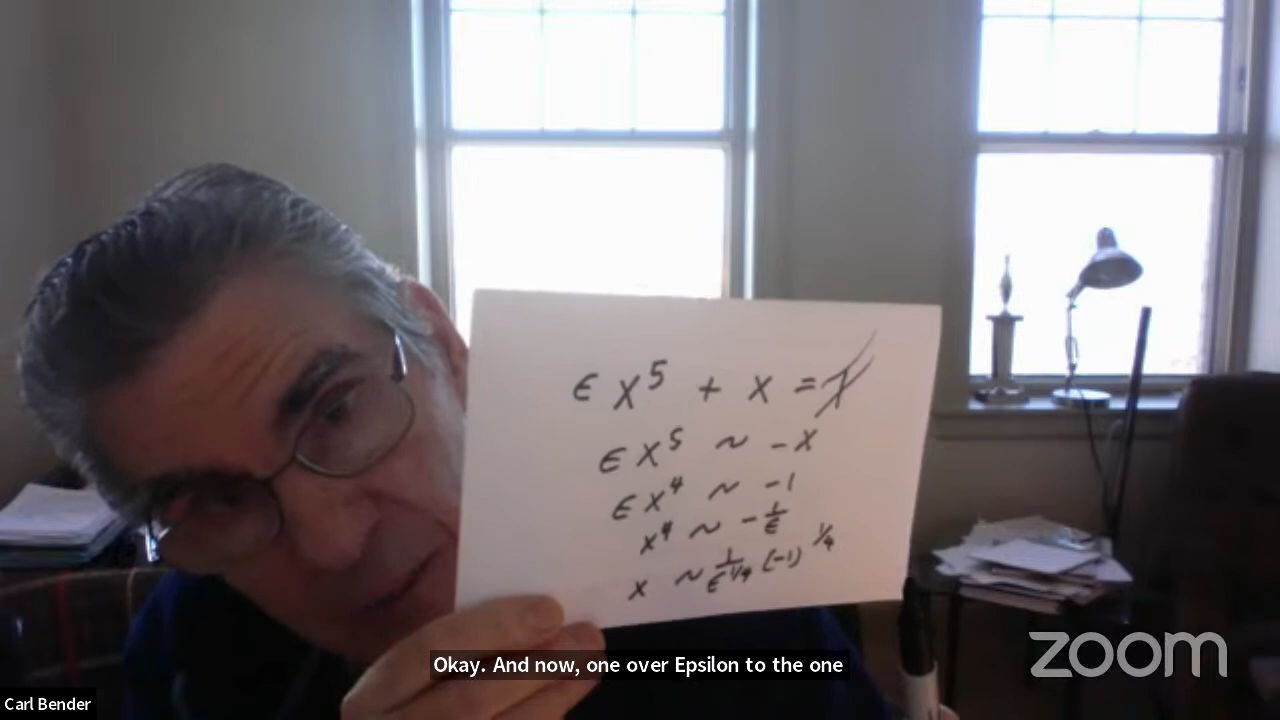 ϵ x⁵ + x = 1
ϵ x⁵ ~ -x
ϵ x⁴ ~ -1
x⁴ ~ -1/ϵ
x ~ 1/ϵ^1/4 (-1)^1/4
zoom
Okay. And now, one over Epsilon to the one
Carl Bender